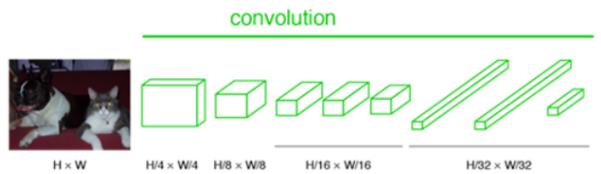 convolution
H × W
H/4 × W/4
H/8 × W/8
H/16 × W/16
H/32 × W/32